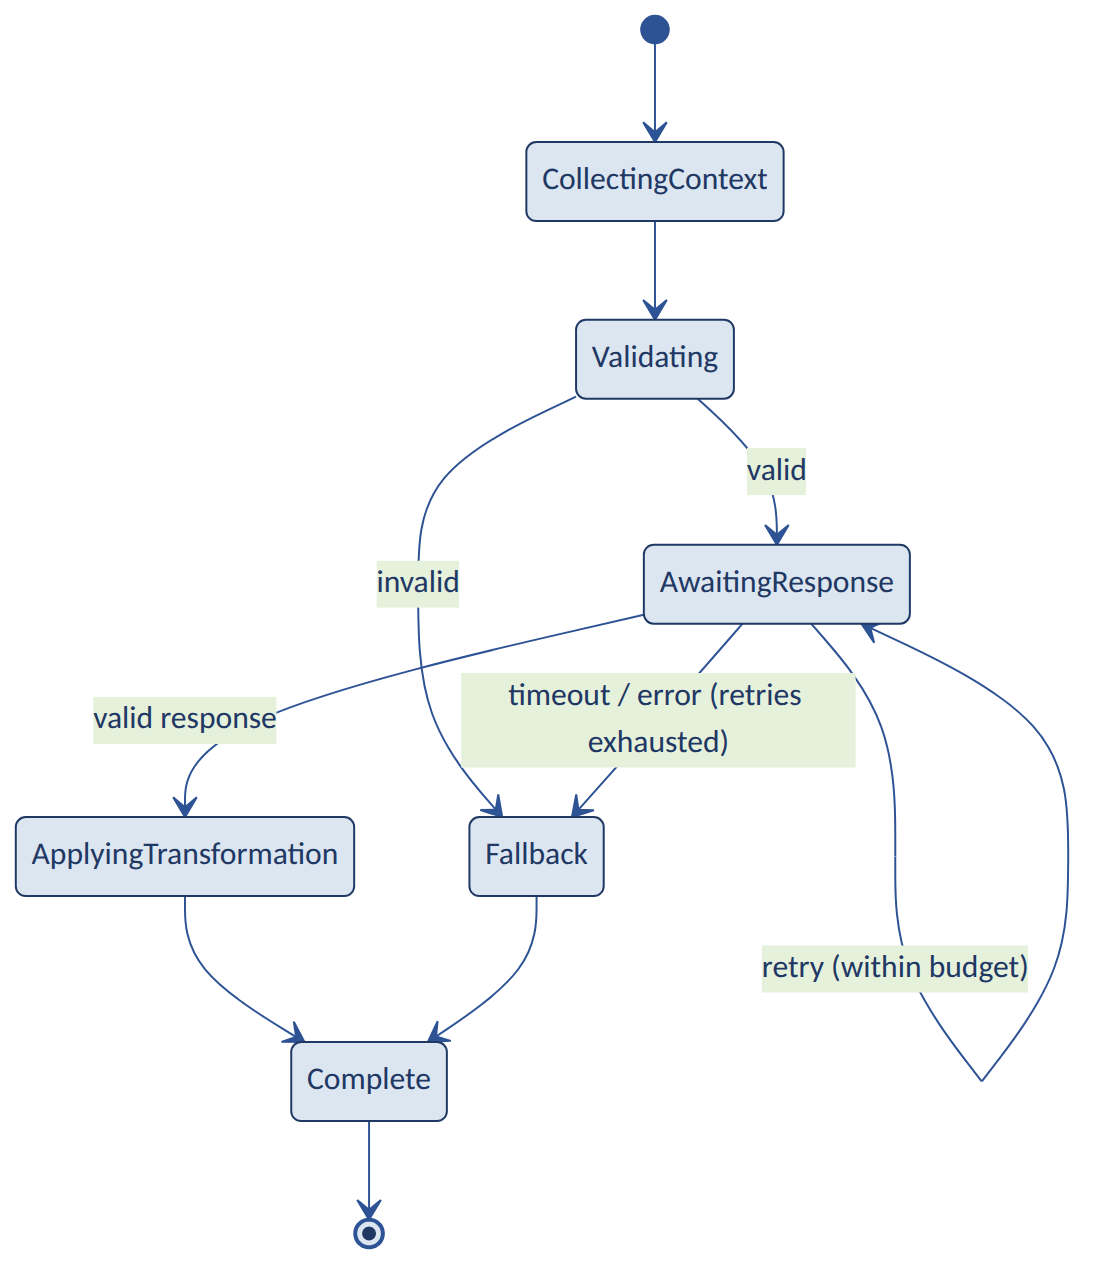 CollectingContext
Validating
valid
invalid
AwaitingResponse
timeout / error (retries
exhausted)
valid response
ApplyingTransformation
Fallback
retry (within budget)
Complete